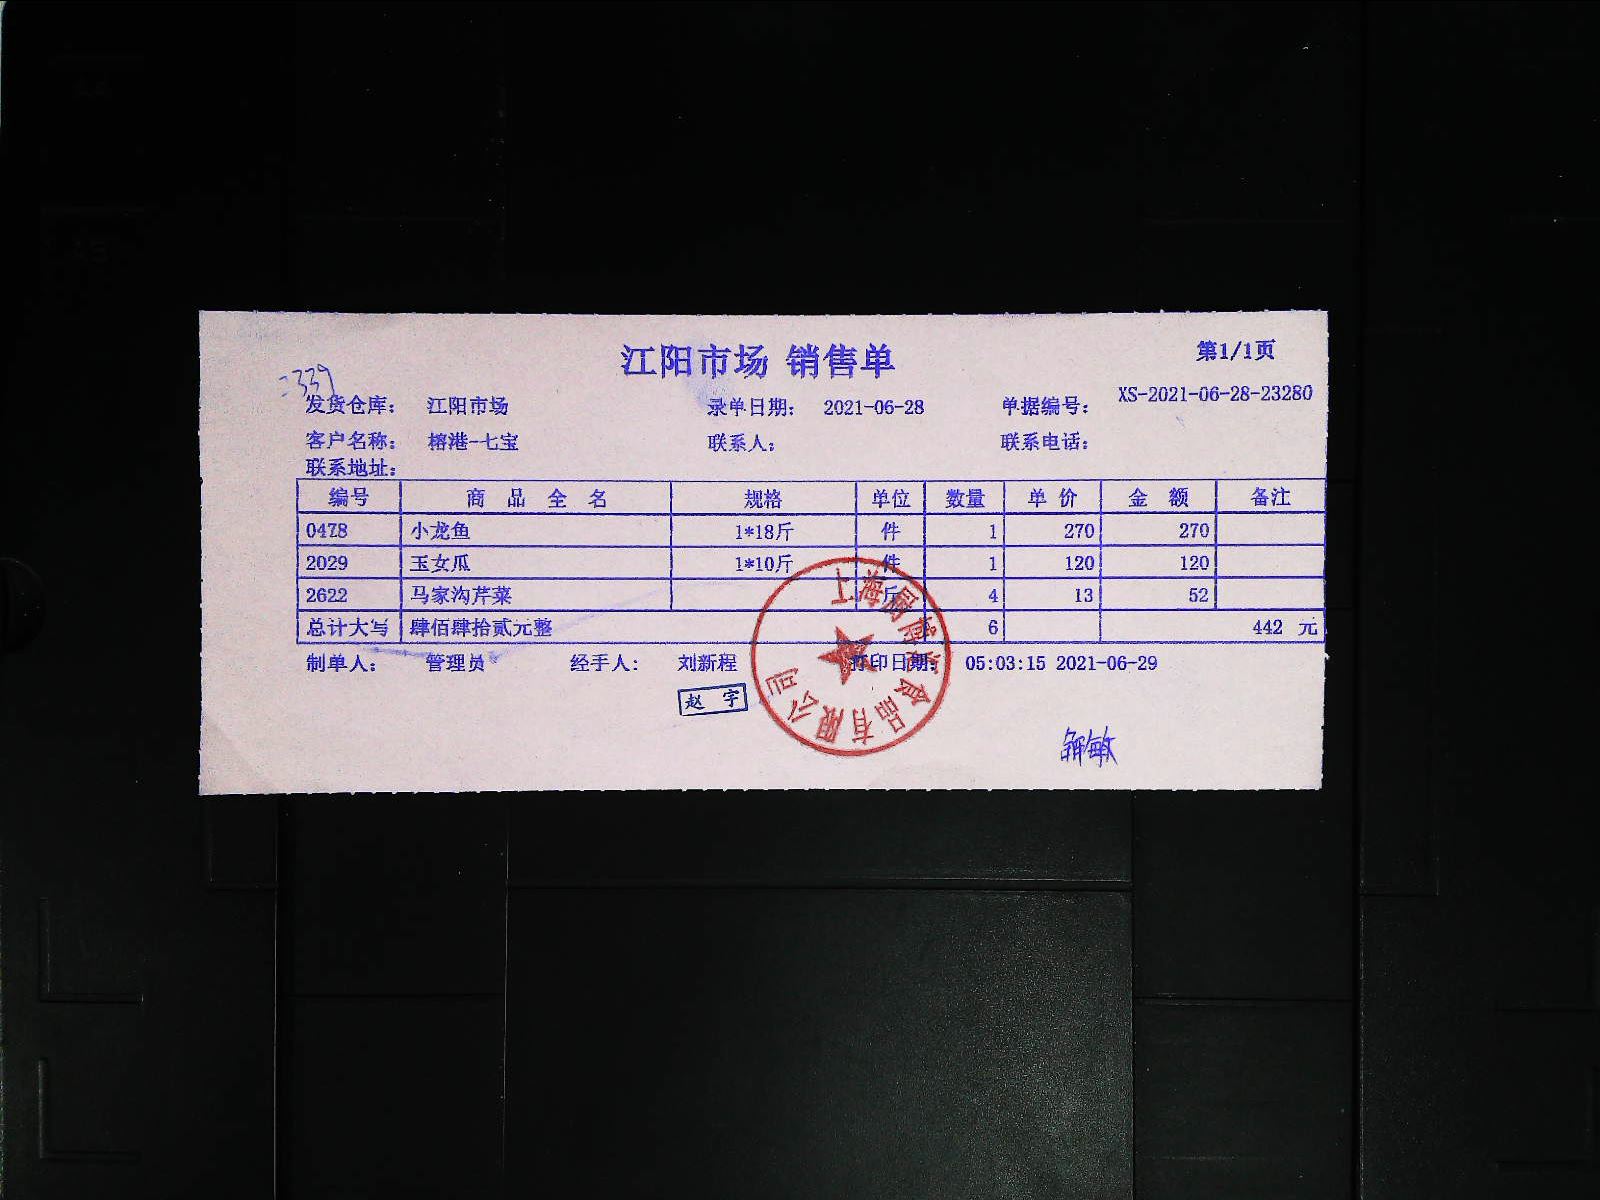 江阳市场 销售单
第1/1页
339
发货仓库： 江阳市场 录单日期： 2021-06-28 单据编号： XS-2021-06-28-23280
客户名称： 榕港-七宝 联系人： 联系电话：
联系地址：
编号 商品全名 规格 单位 数量 单价 金额 备注
0478 小龙鱼 1*18斤 件 1 270 270
2029 玉女瓜 1*10斤 件 1 120 120
2622 马家沟芹菜 斤 4 13 52
总计大写 肆佰肆拾贰元整 6 442 元
制单人： 管理员 经手人： 刘新程 打印日期： 05:03:15 2021-06-29
赵 宇
上海 食品有限公司
敏